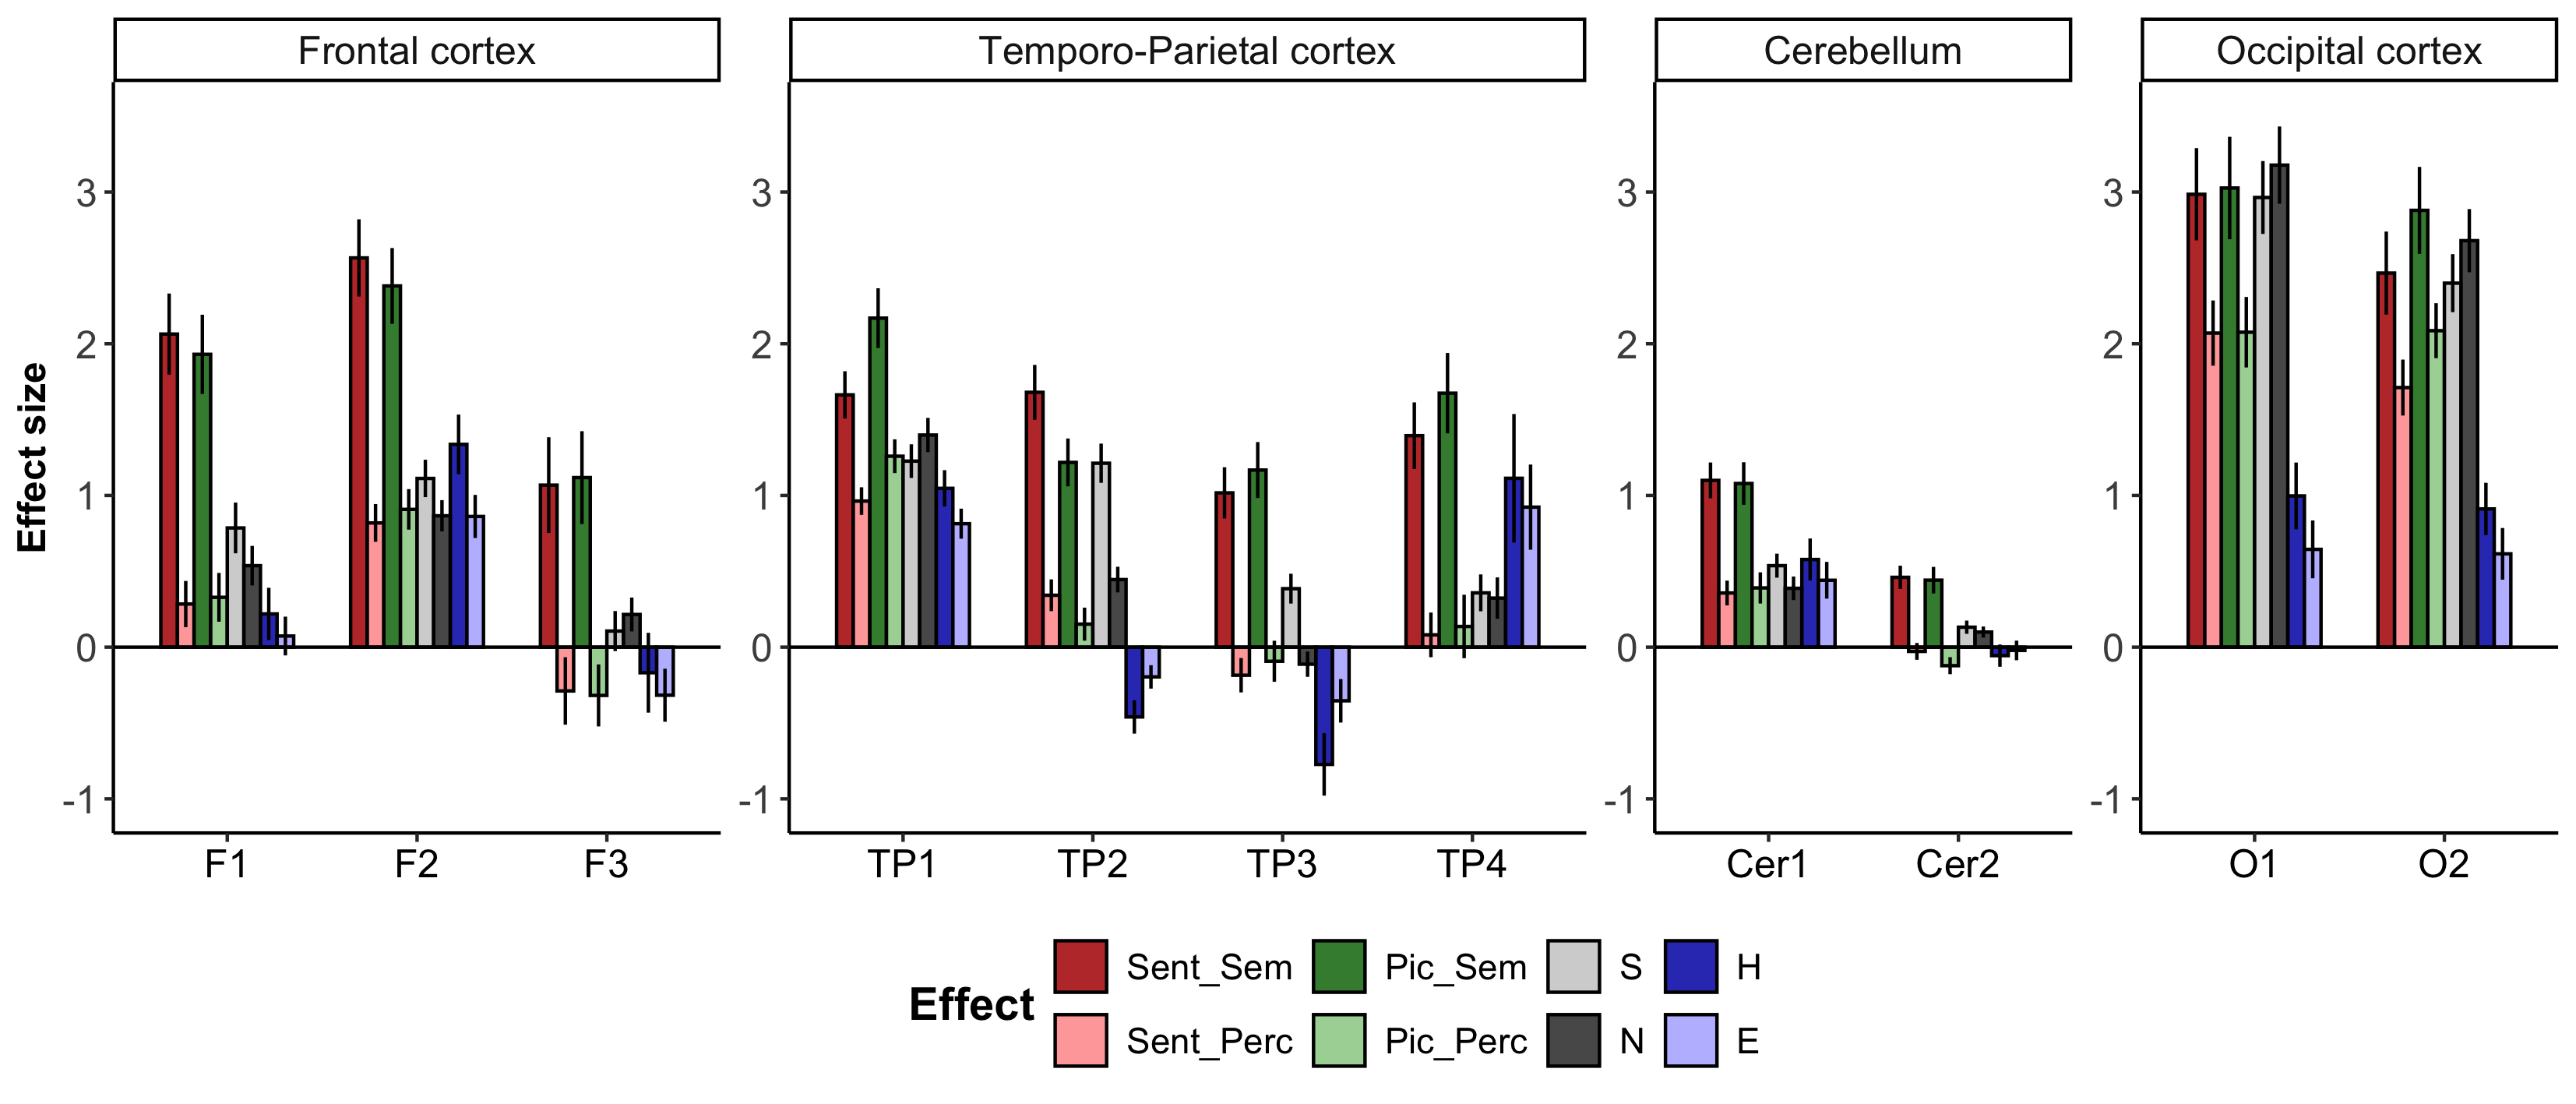 Frontal cortex
Temporo-Parietal cortex
Cerebellum
Occipital cortex
Effect size
3
2
1
0
-1
3
2
1
0
-1
3
2
1
0
-1
3
2
1
0
-1
F1 F2 F3
TP1 TP2 TP3 TP4
Cer1 Cer2
O1 O2
Effect
Sent_Sem Pic_Sem S H
Sent_Perc Pic_Perc N E